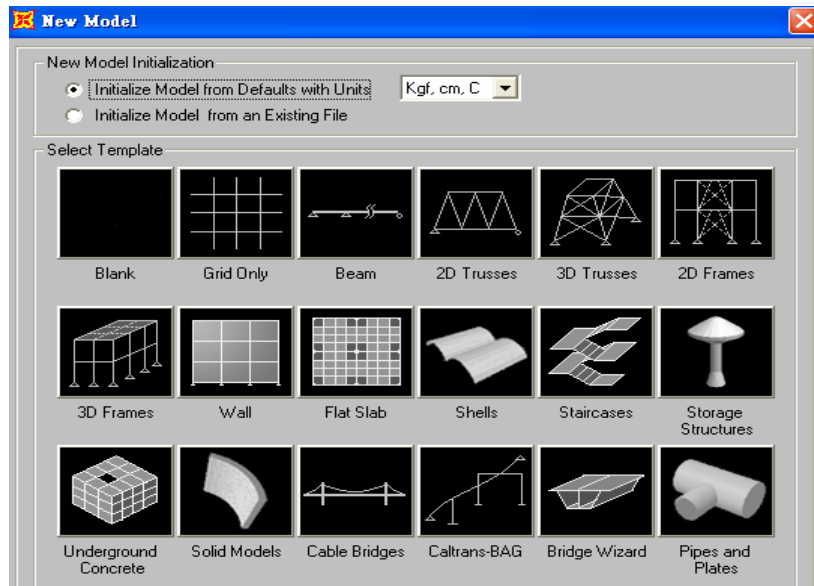 New Model
New Model Initialization
Initialize Model from Defaults with Units
Kgf, cm, C
Initialize Model from an Existing File
Select Template
Blank
Grid Only
Beam
2D Trusses
3D Trusses
2D Frames
3D Frames
Wall
Flat Slab
Shells
Staircases
Storage
Structures
Underground
Concrete
Solid Models
Cable Bridges
Caltrans-BAG
Bridge Wizard
Pipes and
Plates